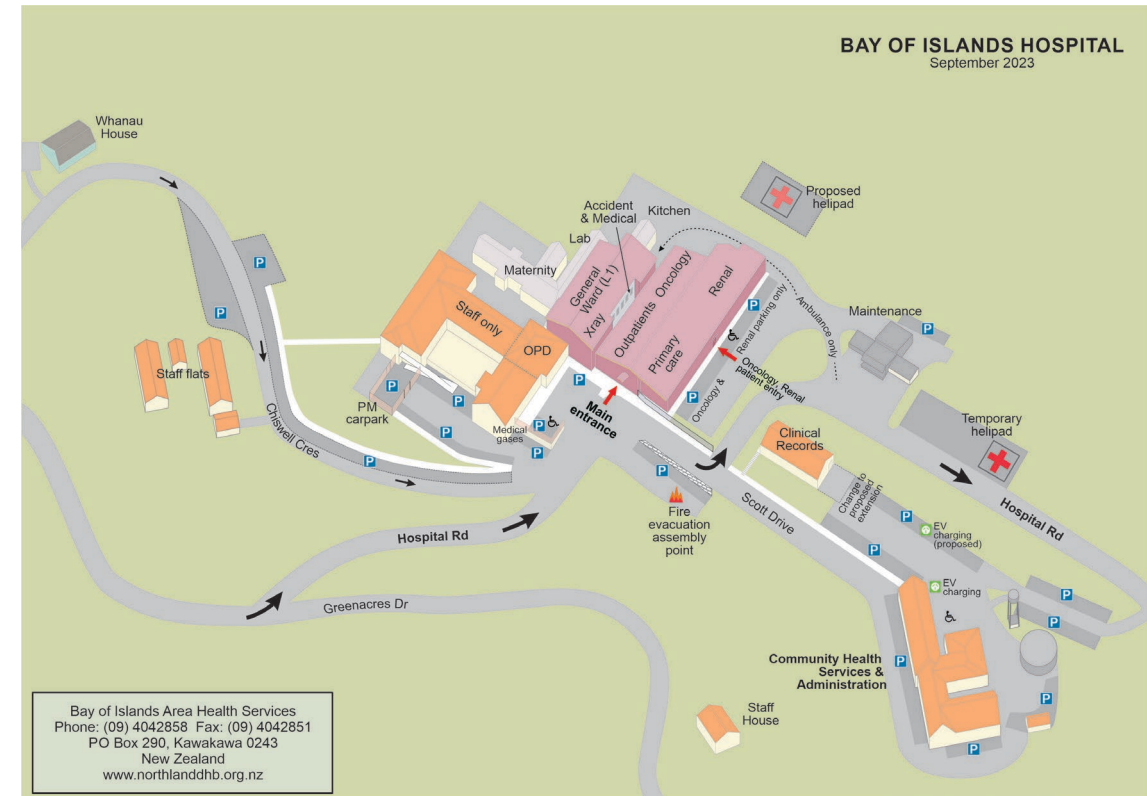 BAY OF ISLANDS HOSPITAL
September 2023
Whanau
House
Proposed
helipad
Accident
& Medical
Kitchen
Lab
Maternity
General
Ward (L1)
Xray
Oncology
Outpatients
Renal
Primary
care
Staff only
OPD
Renal parking only
Oncology &
Ambulance only
Maintenance
Oncology, Renal
patient entry
P
P
P
P
P
P
P
P
P
P
P
P
Staff flats
Chiswell Cres
PM
carpark
Medical
gases
Main
entrance
Temporary
helipad
Clinical
Records
Change to
proposed
extension
Fire
evacuation
assembly
point
Scott Drive
Hospital Rd
Hospital Rd
Greenacres Dr
EV
charging
(proposed)
EV
charging
P
P
P
P
P
P
P
Community Health
Services &
Administration
Staff
House
Bay of Islands Area Health Services
Phone: (09) 4042858 Fax: (09) 4042851
PO Box 290, Kawakawa 0243
New Zealand
www.northlanddhb.org.nz